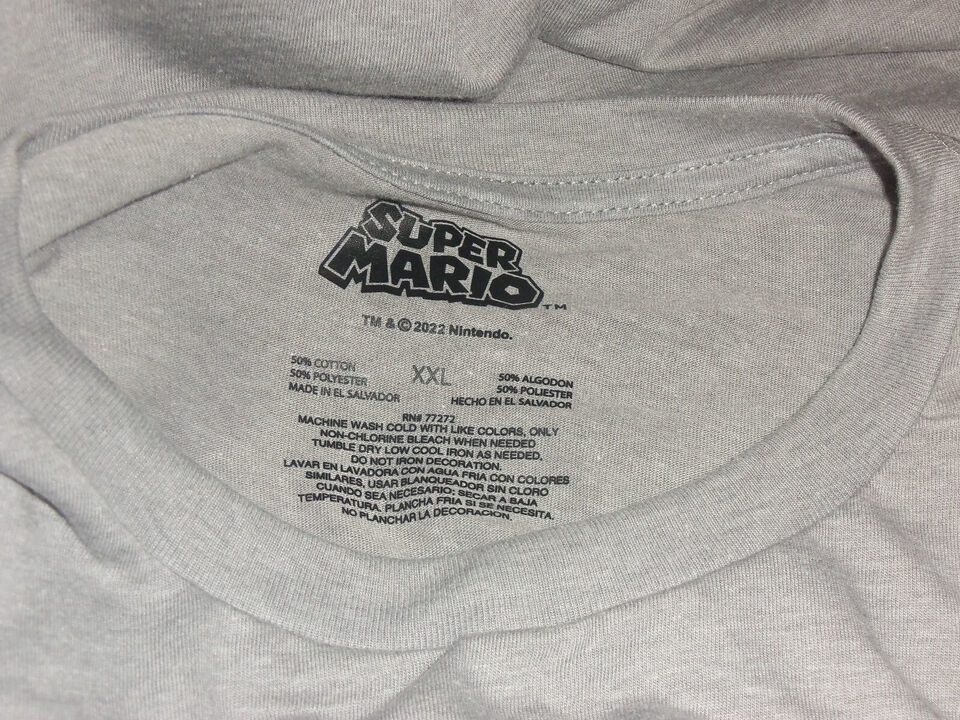 SUPER
MARIO™
TM & © 2022 Nintendo.
50% COTTON
50% POLYESTER
MADE IN EL SALVADOR
XXL
50% ALGODON
50% POLIESTER
HECHO EN EL SALVADOR
RN# 77272
MACHINE WASH COLD WITH LIKE COLORS, ONLY
NON-CHLORINE BLEACH WHEN NEEDED
TUMBLE DRY LOW COOL IRON AS NEEDED.
DO NOT IRON DECORATION.
LAVAR EN LAVADORA CON AGUA FRIA CON COLORES
SIMILARES, USAR BLANQUEADOR SIN CLORO
CUANDO SEA NECESARIO; SECAR A BAJA
TEMPERATURA. PLANCHA FRIA SI SE NECESITA.
NO PLANCHAR LA DECORACION.